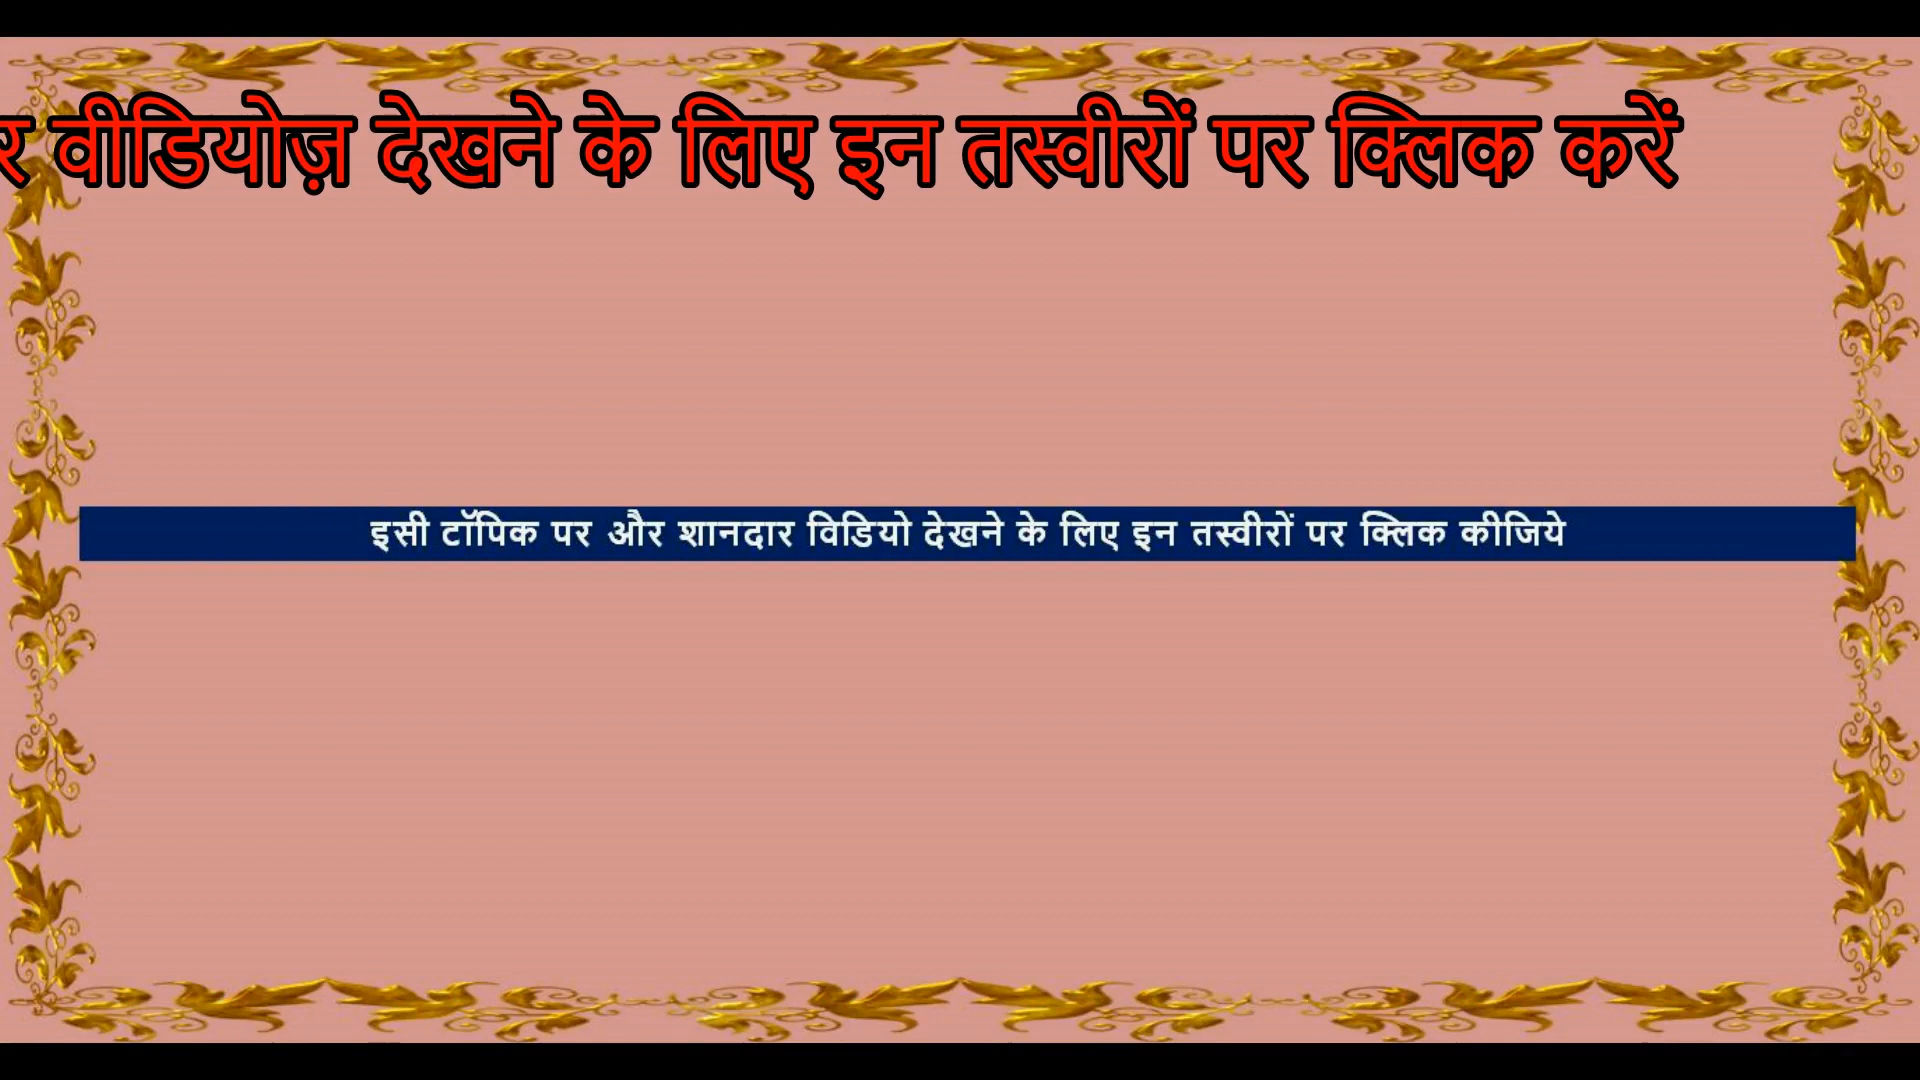 वीडियोज़ देखने के लिए इन तस्वीरों पर क्लिक करें
इसी टॉपिक पर और शानदार विडियो देखने के लिए इन तस्वीरों पर क्लिक कीजिये